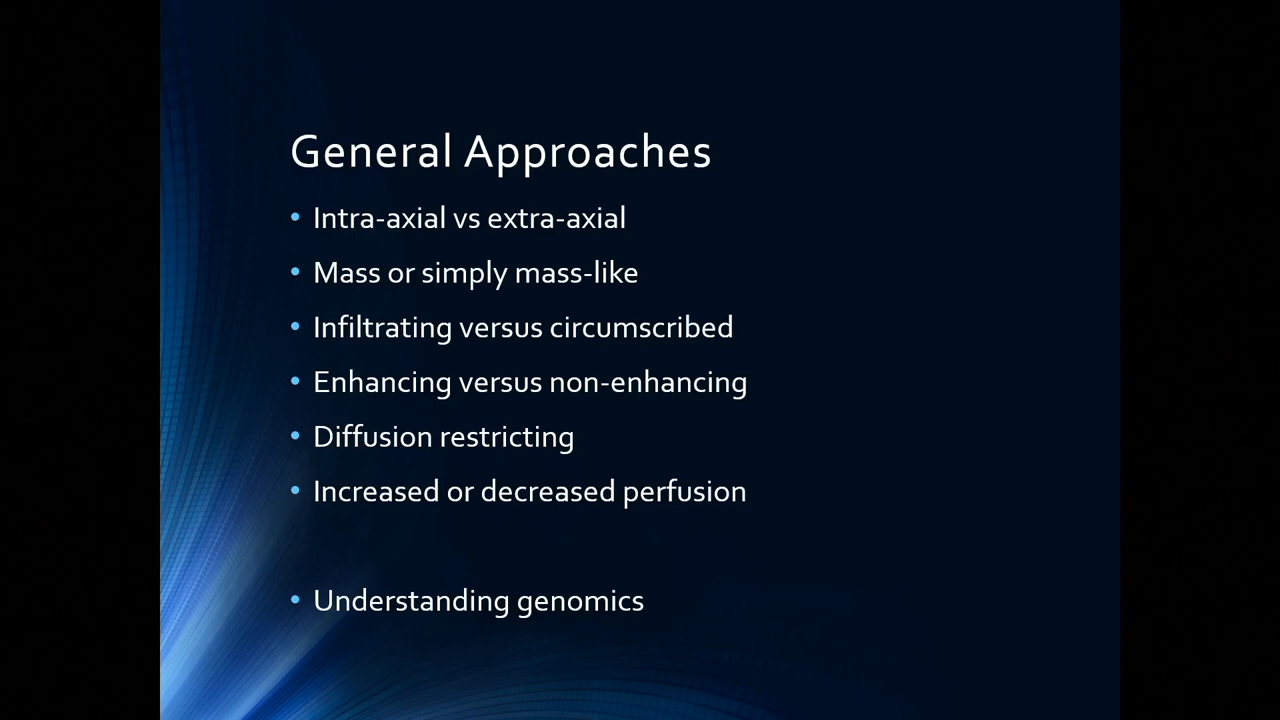 General Approaches
• Intra-axial vs extra-axial
• Mass or simply mass-like
• Infiltrating versus circumscribed
• Enhancing versus non-enhancing
• Diffusion restricting
• Increased or decreased perfusion
• Understanding genomics